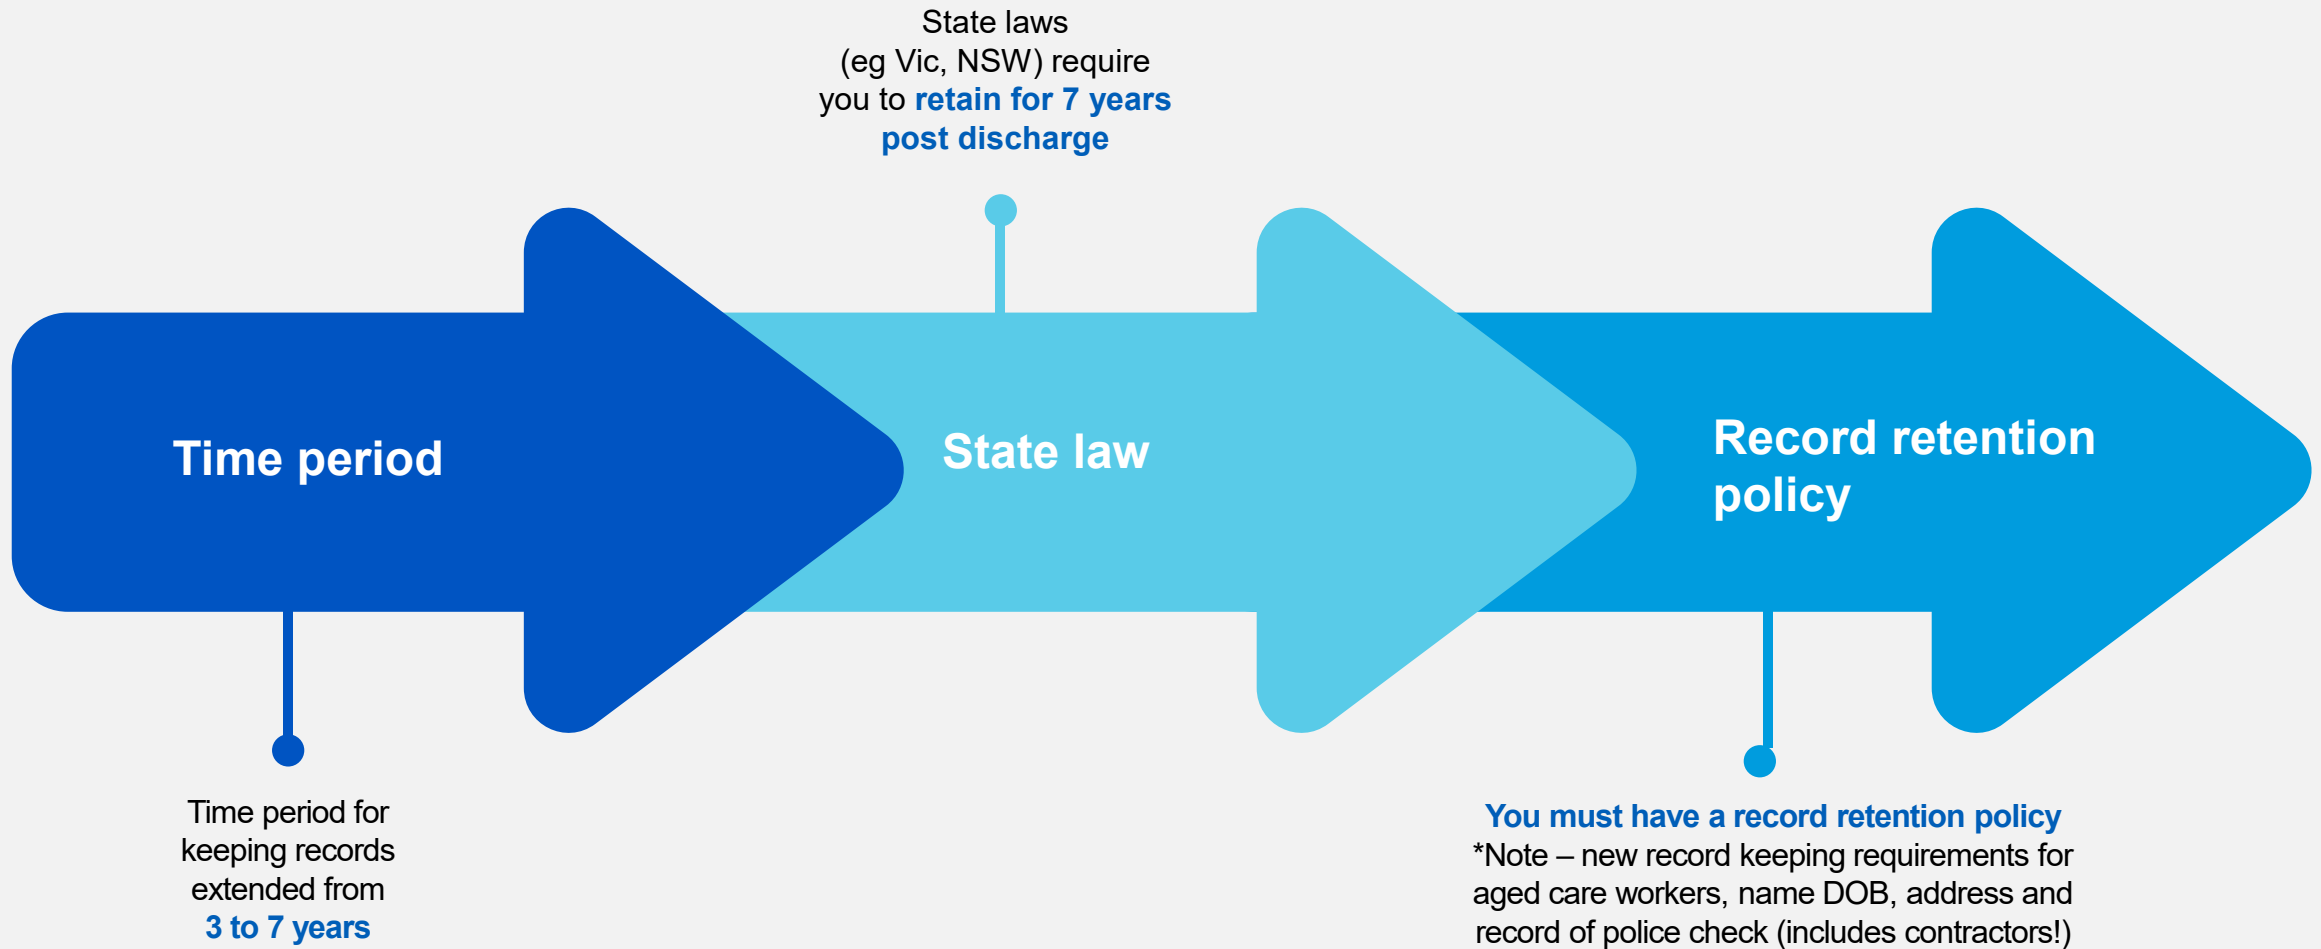 State laws
(eg Vic, NSW) require
you to retain for 7 years
post discharge
Time period
State law
Record retention
policy
Time period for
keeping records
extended from
3 to 7 years
You must have a record retention policy
*Note – new record keeping requirements for
aged care workers, name DOB, address and
record of police check (includes contractors!)